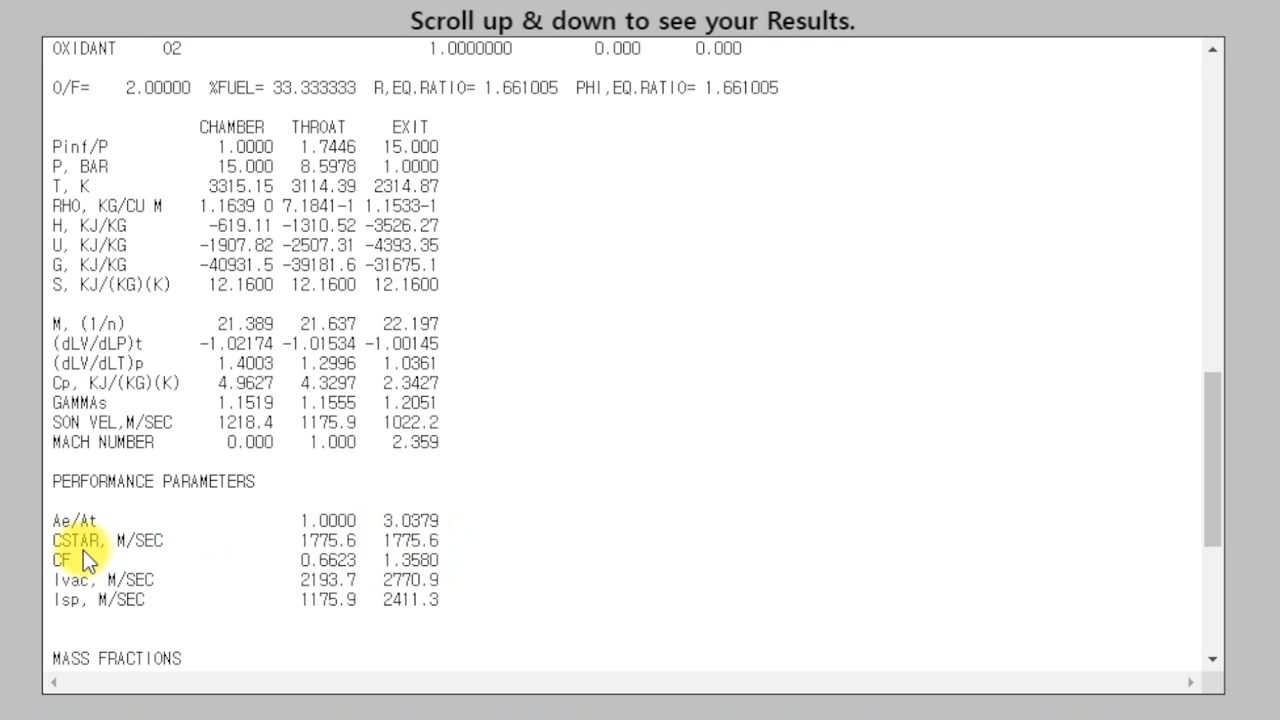 Scroll up & down to see your Results.
OXIDANT O2 1.0000000 0.000 0.000
O/F= 2.00000 %FUEL= 33.333333 R,EQ.RATIO= 1.661005 PHI,EQ.RATIO= 1.661005
CHAMBER THROAT EXIT
Pinf/P 1.0000 1.7446 15.000
P, BAR 15.000 8.5978 1.0000
T, K 3315.15 3114.39 2314.87
RHO, KG/CU M 1.1639 0 7.1841-1 1.1533-1
H, KJ/KG -619.11 -1310.52 -3526.27
U, KJ/KG -1907.82 -2507.31 -4393.35
G, KJ/KG -40931.5 -39181.6 -31675.1
S, KJ/(KG)(K) 12.1600 12.1600 12.1600
M, (1/n) 21.389 21.637 22.197
(dLV/dLP)t -1.02174 -1.01534 -1.00145
(dLV/dLT)p 1.4003 1.2996 1.0361
Cp, KJ/(KG)(K) 4.9627 4.3297 2.3427
GAMMAs 1.1519 1.1555 1.2051
SON VEL,M/SEC 1218.4 1175.9 1022.2
MACH NUMBER 0.000 1.000 2.359
PERFORMANCE PARAMETERS
Ae/At 1.0000 3.0379
CSTAR, M/SEC 1775.6 1775.6
CF 0.6623 1.3580
Ivac, M/SEC 2193.7 2770.9
Isp, M/SEC 1175.9 2411.3
MASS FRACTIONS